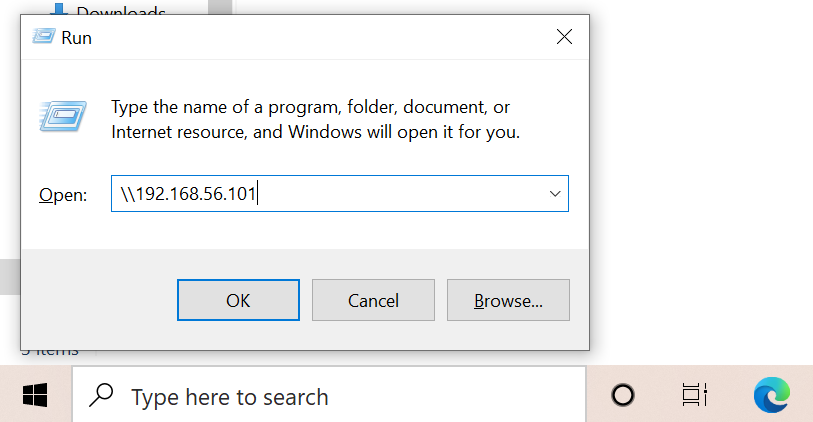 Downloads
Run
Type the name of a program, folder, document, or
Internet resource, and Windows will open it for you.
Open: \\192.168.56.101
OK Cancel Browse...
items
Type here to search